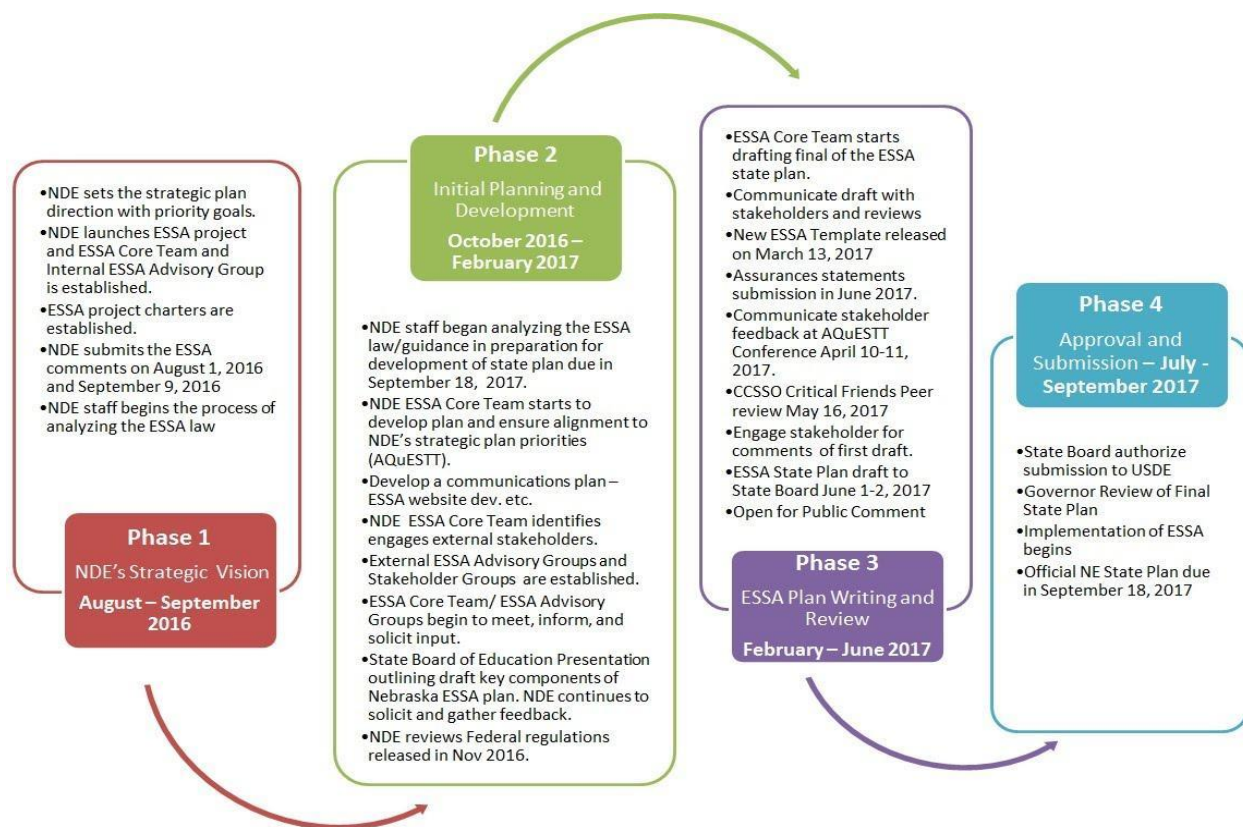 •NDE sets the strategic plan
direction with priority goals.
•NDE launches ESSA project
and ESSA Core Team and
Internal ESSA Advisory Group
is established.
•ESSA project charters are
established.
•NDE submits the ESSA
comments on August 1, 2016
and September 9, 2016
•NDE staff begins the process of
analyzing the ESSA law
Phase 1
NDE's Strategic Vision
August – September
2016
Phase 2
Initial Planning and
Development
October 2016 –
February 2017
•NDE staff began analyzing the ESSA
law/guidance in preparation for
development of state plan due in
September 18, 2017.
•NDE ESSA Core Team starts to
develop plan and ensure alignment to
NDE's strategic plan priorities
(AQuESTT).
•Develop a communications plan –
ESSA website dev. etc.
•NDE ESSA Core Team identifies
engages external stakeholders.
•External ESSA Advisory Groups and
Stakeholder Groups are established.
•ESSA Core Team/ ESSA Advisory
Groups begin to meet, inform, and
solicit input.
•State Board of Education Presentation
outlining draft key components of
Nebraska ESSA plan. NDE continues to
solicit and gather feedback.
•NDE reviews Federal regulations
released in Nov 2016.
•ESSA Core Team starts
drafting final of the ESSA
state plan.
•Communicate draft with
stakeholders and reviews
•New ESSA Template released
on March 13, 2017
•Assurances statements
submission in June 2017.
•Communicate stakeholder
feedback at AQuESTT
Conference April 10-11,
2017.
•CCSSO Critical Friends Peer
review May 16, 2017
•Engage stakeholder for
comments of first draft.
•ESSA State Plan draft to
State Board June 1-2, 2017
•Open for Public Comment
Phase 3
ESSA Plan Writing and
Review
February – June 2017
Phase 4
Approval and
Submission – July -
September 2017
•State Board authorize
submission to USDE
•Governor Review of Final
State Plan
•Implementation of ESSA
begins
•Official NE State Plan due
in September 18, 2017